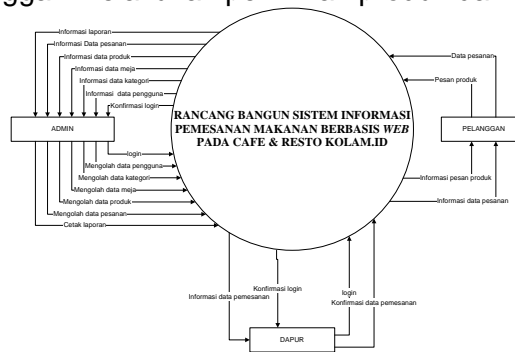 Informasi laporan
Informasi Data pesanan
Informasi data produk
Informasi data meja
Informasi data kategori
Informasi data pengguna
Konfirmasi login
ADMIN
login
Mengolah data pengguna
Mengolah data kategori
Mengolah data meja
Mengolah data produk
Mengolah data pesanan
Cetak laporan
RANCANG BANGUN SISTEM INFORMASI
PEMESANAN MAKANAN BERBASIS WEB
PADA CAFE & RESTO KOLAM.ID
Data pesanan
Pesan produk
PELANGGAN
Informasi pesan produk
Informasi data pesanan
Konfirmasi login
Informasi data pemesanan
login
Konfirmasi data pemesanan
DAPUR